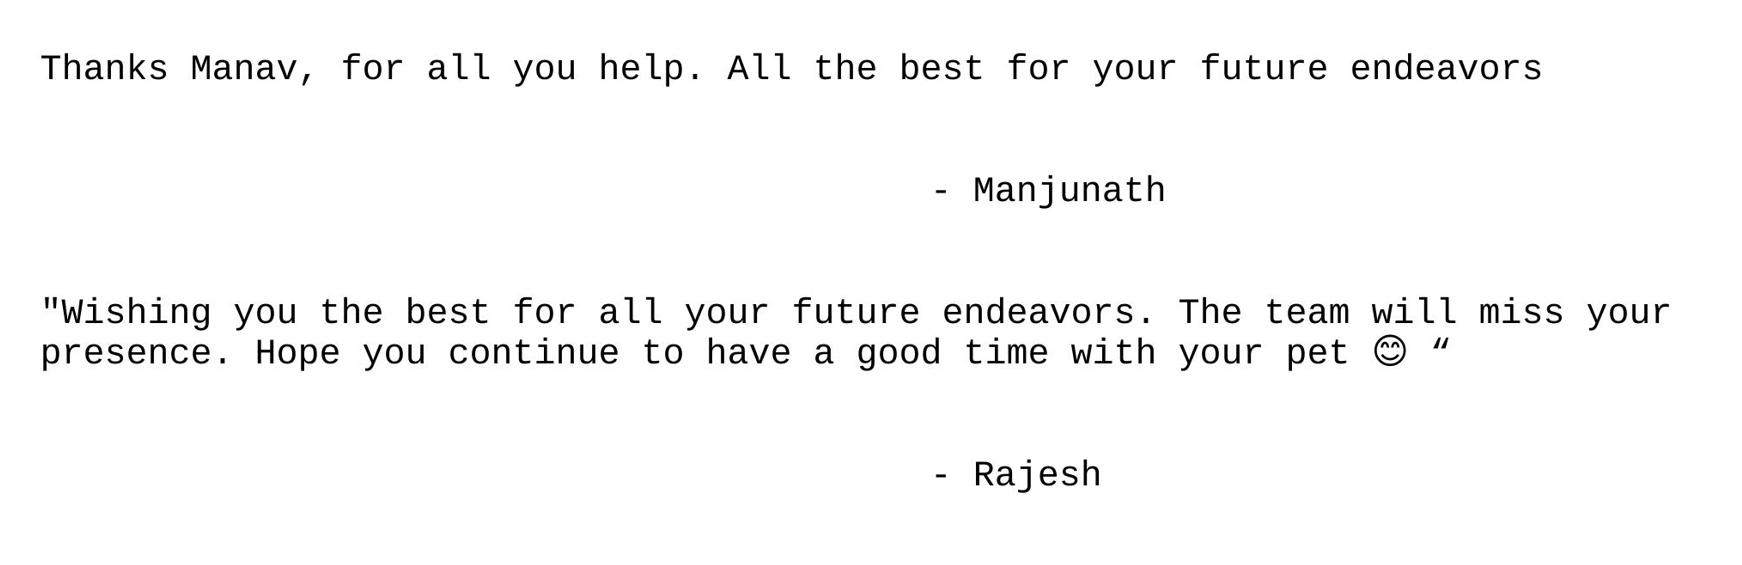 Thanks Manav, for all you help. All the best for your future endeavors
- Manjunath
"Wishing you the best for all your future endeavors. The team will miss your
presence. Hope you continue to have a good time with your pet 😊 “
- Rajesh